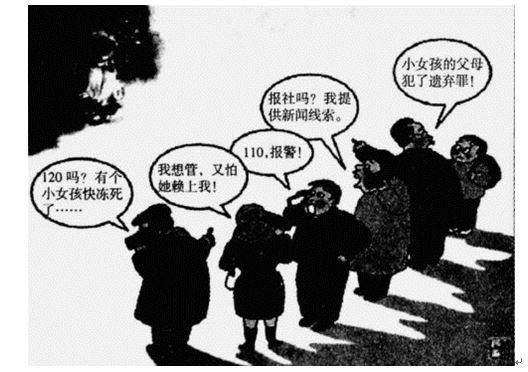 120吗？有个
小女孩快冻死
了……
我想管，又怕
她赖上我！
110，报警！
报社吗？我提
供新闻线索。
小女孩的父母
犯了遗弃罪！